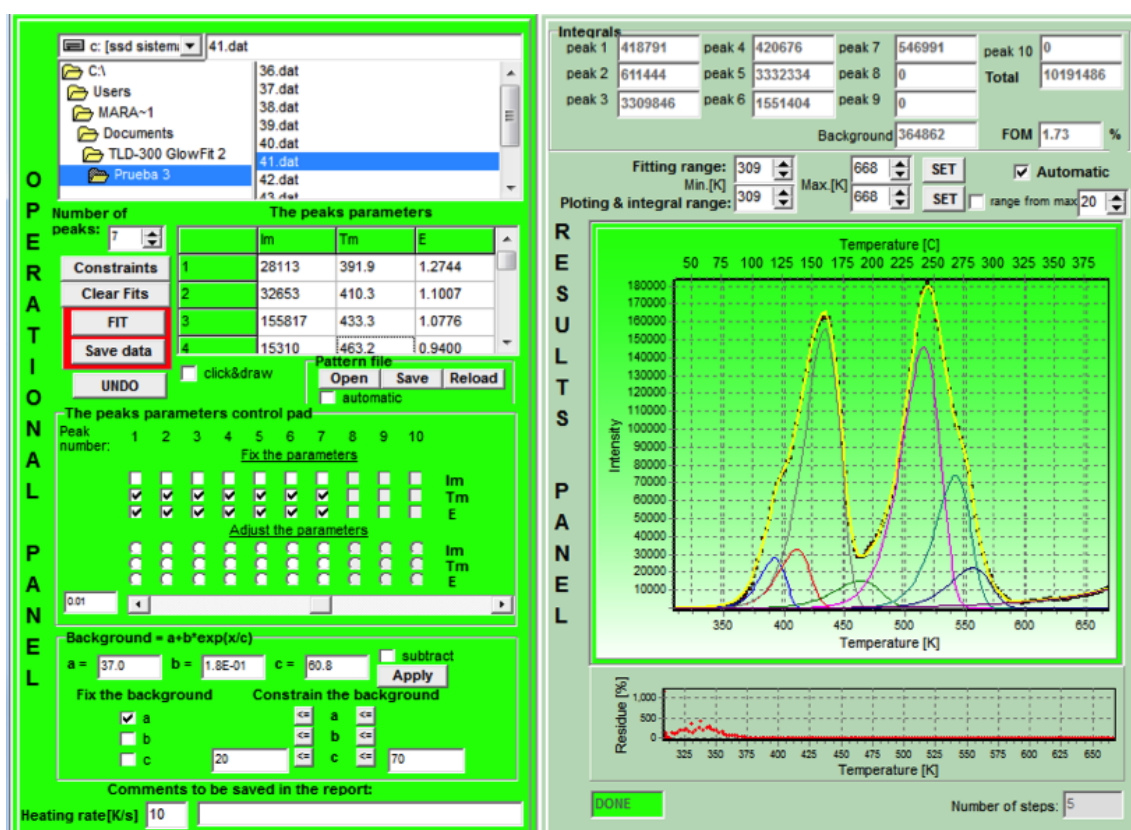 c: [ssd sistema 41.dat
C:\
Users
MARA~1
Documents
TLD-300 GlowFit 2
Prueba 3
36.dat
37.dat
38.dat
39.dat
40.dat
41.dat
42.dat
43.dat
OPERATIONAL PANEL
Number of peaks: 7
The peaks parameters
Im Tm E
1 28113 391.9 1.2744
2 32653 410.3 1.1007
3 155817 433.3 1.0776
4 15310 463.2 0.9400
Constraints
Clear Fits
FIT
Save data
UNDO
click&draw
Pattern file
Open Save Reload
automatic
The peaks parameters control pad
Peak number: 1 2 3 4 5 6 7 8 9 10
Fix the parameters
Im
Tm
E
Adjust the parameters
Im
Tm
E
0.01
Background = a+b*exp(x/c)
a = 37.0 b = 1.8E-01 c = 60.8
subtract
Apply
Fix the background Constrain the background
a <= a <=
b <= b <=
c 20 <= c <= 70
Comments to be saved in the report:
Heating rate[K/s] 10
Integrals
peak 1 418791 peak 4 420676 peak 7 546991 peak 10 0
peak 2 611444 peak 5 3332334 peak 8 0 Total 10191486
peak 3 3309846 peak 6 1551404 peak 9 0
Background 364862 FOM 1.73 %
Fitting range: 309 668 SET Automatic
Min.[K] Max.[K]
Ploting & integral range: 309 668 SET range from max 20
RESULTS PANEL
Temperature [C]
50 75 100 125 150 175 200 225 250 275 300 325 350 375
Intensity
180000
170000
160000
150000
140000
130000
120000
110000
100000
90000
80000
70000
60000
50000
40000
30000
20000
10000
350 400 450 500 550 600 650
Temperature [K]
Residue [%]
1,000
500
0
325 350 375 400 425 450 475 500 525 550 575 600 625 650
Temperature [K]
DONE
Number of steps: 5